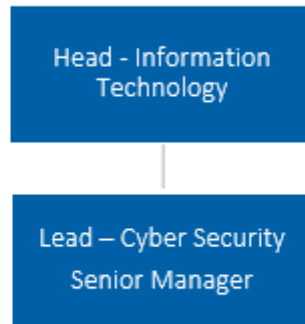 Head - Information
Technology
Lead – Cyber Security
Senior Manager